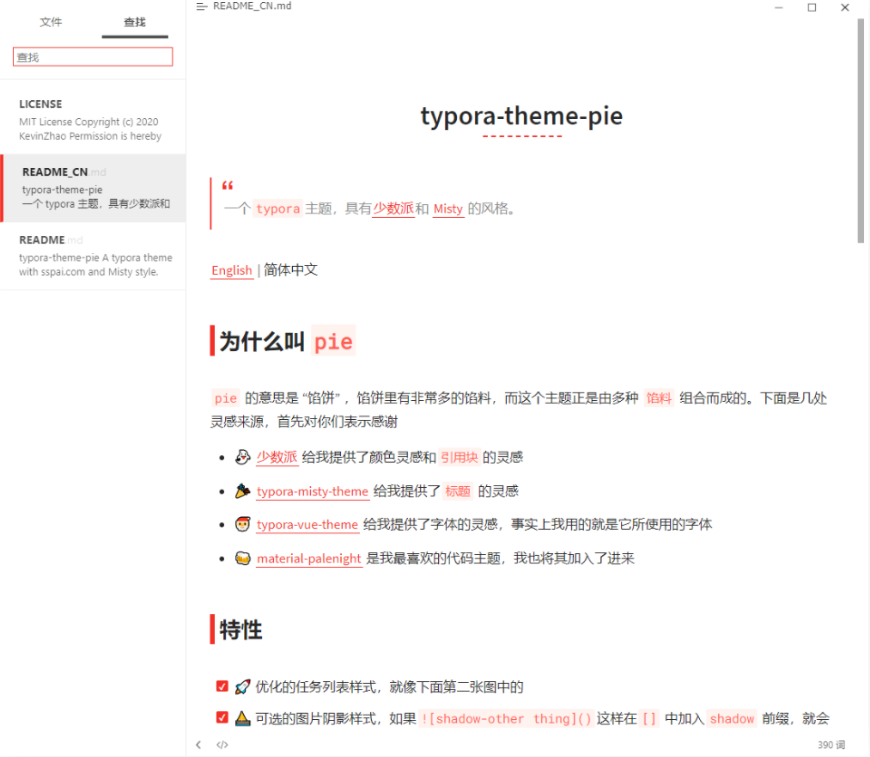 文件
查找
查找
LICENSE
MIT License Copyright (c) 2020
KevinZhao Permission is hereby
README_CN.md
typora-theme-pie
一个 typora 主题，具有少数派和
README.md
typora-theme-pie A typora theme
with sspai.com and Misty style.
README_CN.md
typora-theme-pie
“
一个 typora 主题，具有少数派和 Misty 的风格。
English | 简体中文
为什么叫 pie
pie 的意思是 “馅饼” ，馅饼里有非常多的馅料，而这个主题正是由多种 馅料 组合而成的。下面是几处
灵感来源，首先对你们表示感谢
少数派 给我提供了颜色灵感和 引用块 的灵感
typora-misty-theme 给我提供了 标题 的灵感
typora-vue-theme 给我提供了字体的灵感，事实上我用的就是它所使用的字体
material-palenight 是我最喜欢的代码主题，我也将其加入了进来
特性
优化的任务列表样式，就像下面第二张图中的
可选的图片阴影样式，如果 ![shadow-other thing]() 这样在 [] 中加入 shadow 前缀，就会
390 词